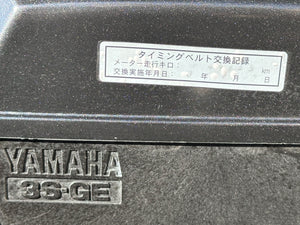 タイミングベルト交換記録
メーター走行キロ: km
交換実施年月日: 年 月 日
YAMAHA
3S-GE